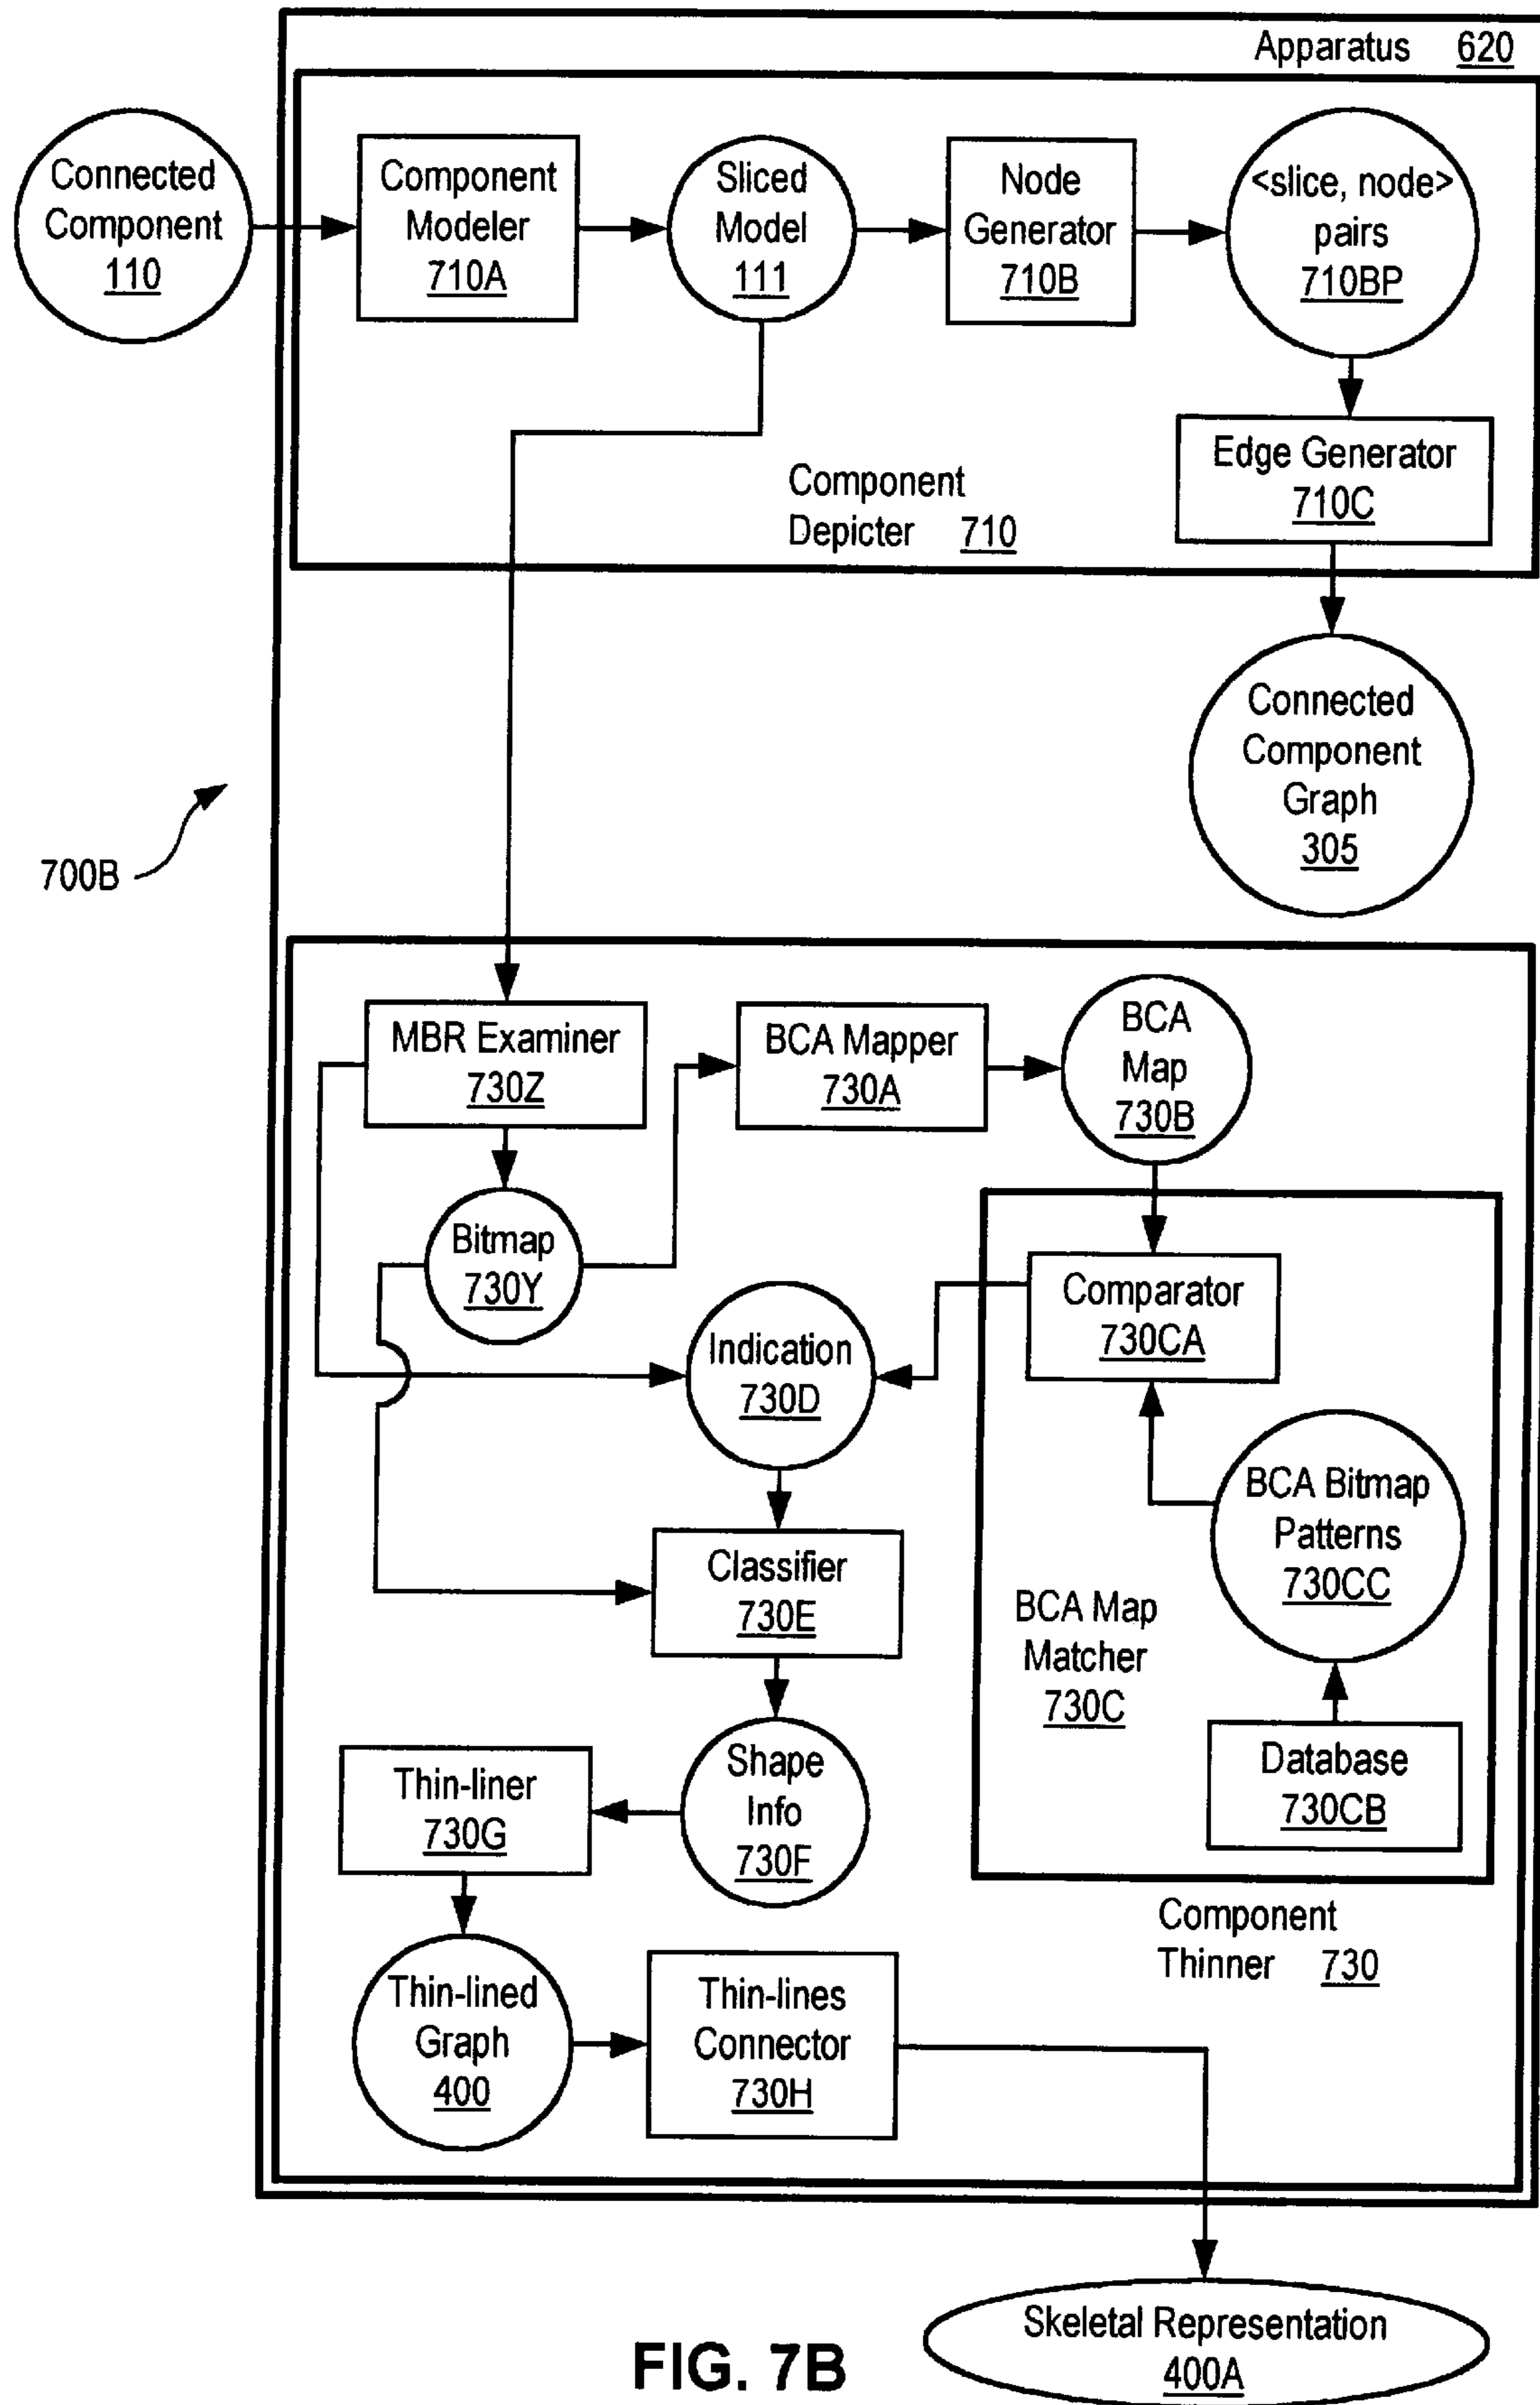 Apparatus 620
Connected
Component
110
Component
Modeler
710A
Sliced
Model
111
Node
Generator
710B
<slice, node>
pairs
710BP
Edge Generator
710C
Component
Depicter 710
Connected
Component
Graph
305
700B
MBR Examiner
730Z
BCA Mapper
730A
BCA
Map
730B
Bitmap
730Y
Indication
730D
Comparator
730CA
BCA Bitmap
Patterns
730CC
Classifier
730E
BCA Map
Matcher
730C
Database
730CB
Thin-liner
730G
Shape
Info
730F
Component
Thinner 730
Thin-lined
Graph
400
Thin-lines
Connector
730H
Skeletal Representation
400A
FIG. 7B